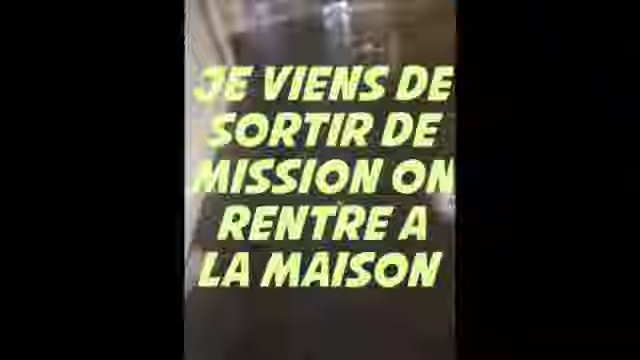 JE VIENS DE
SORTIR DE
MISSION ON
RENTRE A
LA MAISON